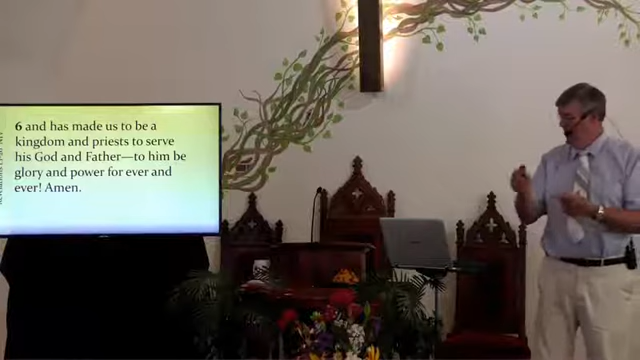 6 and has made us to be a
kingdom and priests to serve
his God and Father—to him be
glory and power for ever and
ever! Amen.